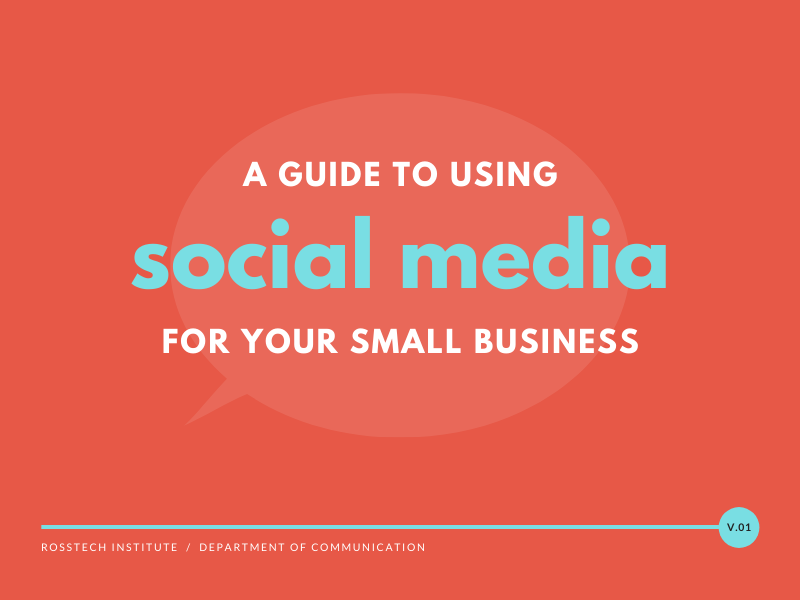 A GUIDE TO USING
social media
FOR YOUR SMALL BUSINESS
V.01
ROSSTECH INSTITUTE / DEPARTMENT OF COMMUNICATION